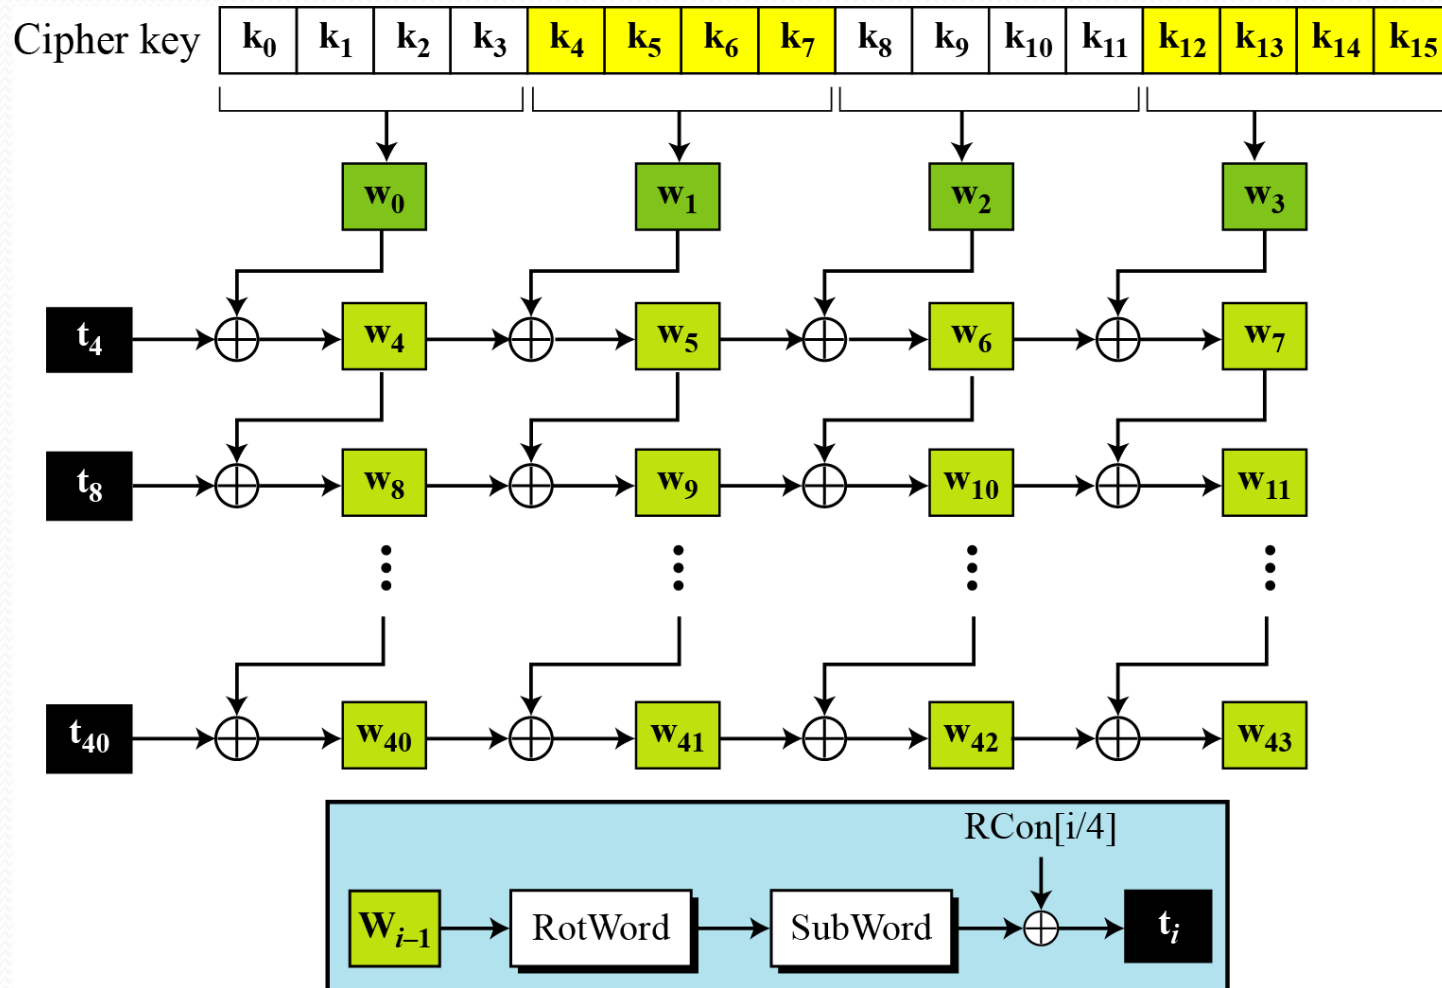 Cipher key k0 k1 k2 k3 k4 k5 k6 k7 k8 k9 k10 k11 k12 k13 k14 k15
w0 w1 w2 w3
t4 w4 w5 w6 w7
t8 w8 w9 w10 w11
t40 w40 w41 w42 w43
RCon[i/4]
Wi–1 RotWord SubWord ti